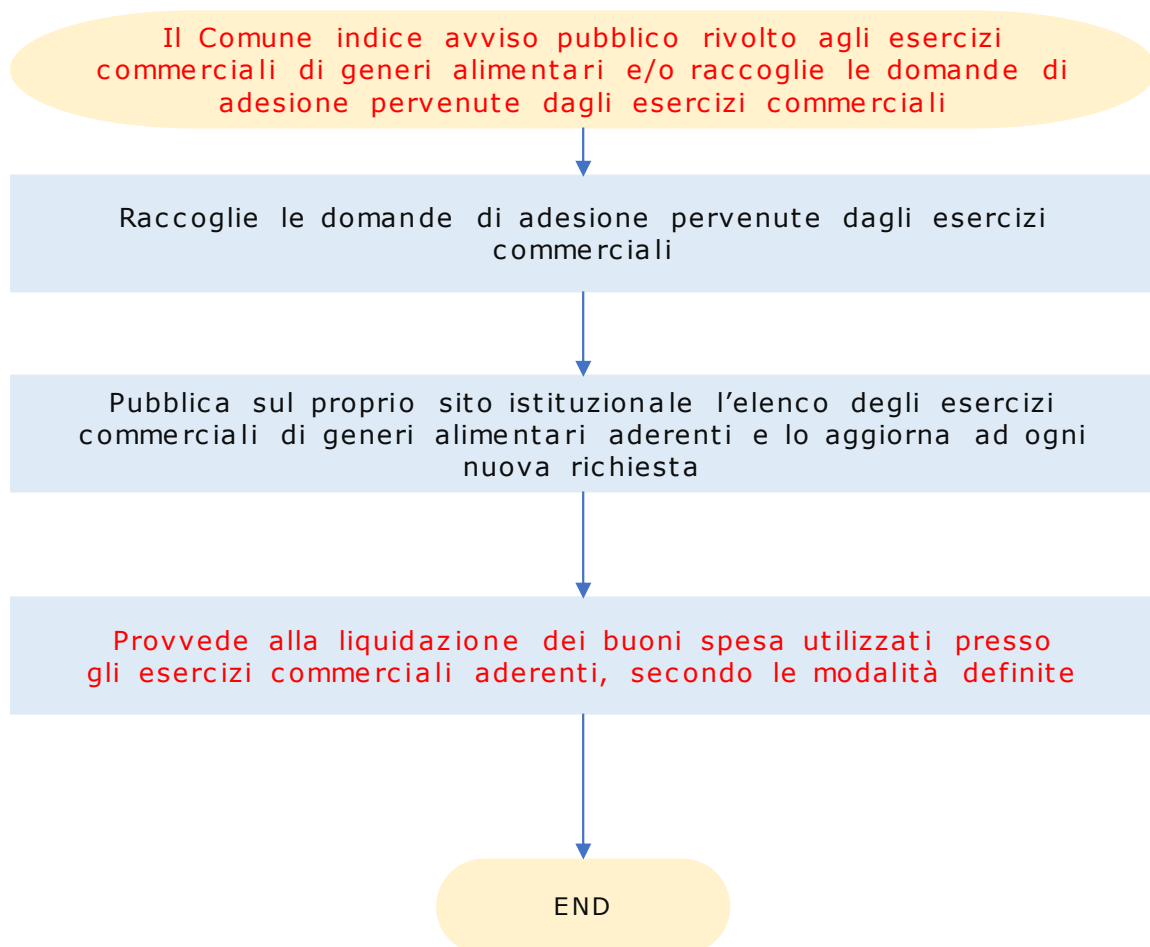 Il Comune indice avviso pubblico rivolto agli esercizi
commerciali di generi alimentari e/o raccoglie le domande di
adesione pervenute dagli esercizi commerciali
Raccoglie le domande di adesione pervenute dagli esercizi
commerciali
Pubblica sul proprio sito istituzionale l’elenco degli esercizi
commerciali di generi alimentari aderenti e lo aggiorna ad ogni
nuova richiesta
Provvede alla liquidazione dei buoni spesa utilizzati presso
gli esercizi commerciali aderenti, secondo le modalità definite
END